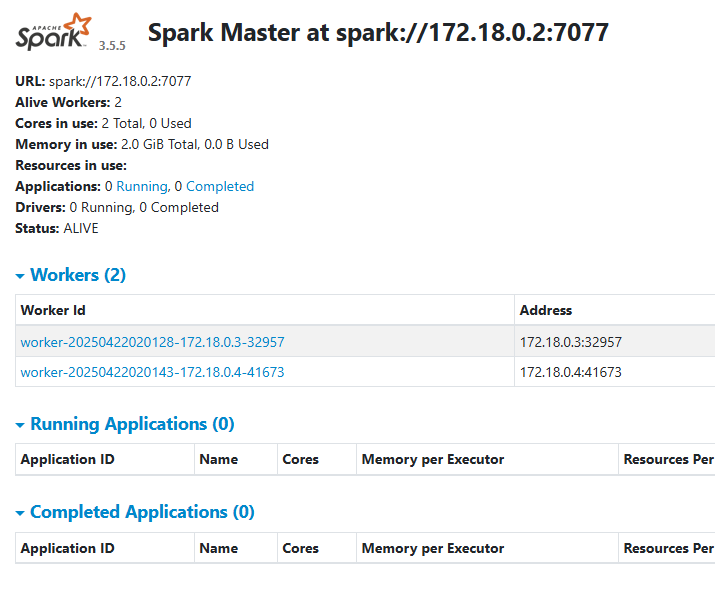 APACHE
Spark 3.5.5 Spark Master at spark://172.18.0.2:7077
URL: spark://172.18.0.2:7077
Alive Workers: 2
Cores in use: 2 Total, 0 Used
Memory in use: 2.0 GiB Total, 0.0 B Used
Resources in use:
Applications: 0 Running, 0 Completed
Drivers: 0 Running, 0 Completed
Status: ALIVE
Workers (2)
Worker Id Address
worker-20250422020128-172.18.0.3-32957 172.18.0.3:32957
worker-20250422020143-172.18.0.4-41673 172.18.0.4:41673
Running Applications (0)
Application ID Name Cores Memory per Executor Resources Per
Completed Applications (0)
Application ID Name Cores Memory per Executor Resources Per